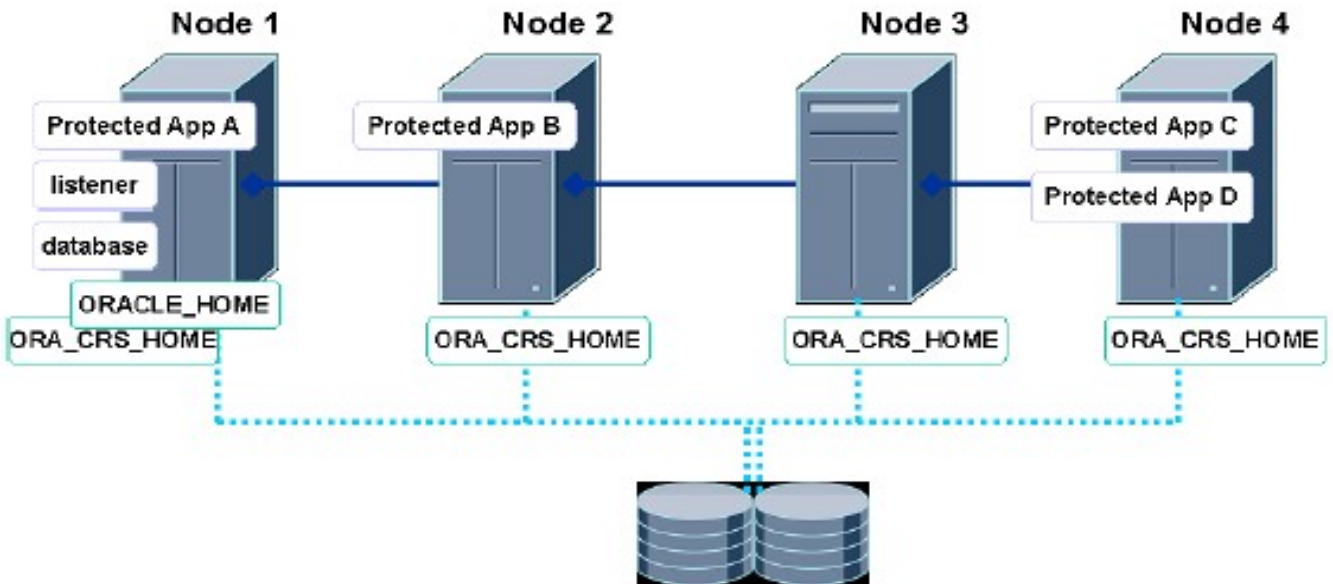 Node 1
Node 2
Node 3
Node 4
Protected App A
Protected App B
Protected App C
listener
Protected App D
database
ORACLE_HOME
ORA_CRS_HOME
ORA_CRS_HOME
ORA_CRS_HOME
ORA_CRS_HOME